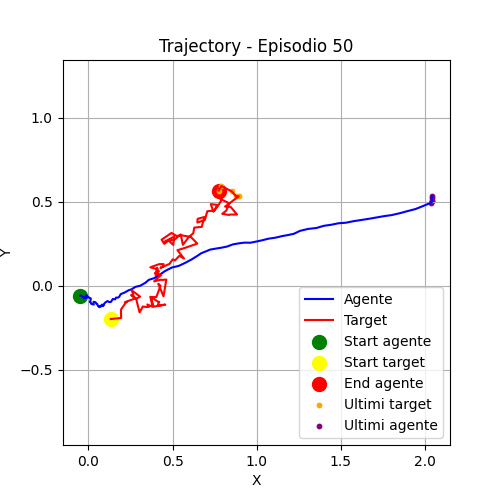 Trajectory - Episodio 50
Y
1.0
0.5
0.0
−0.5
Agente
Target
Start agente
Start target
End agente
Ultimi target
Ultimi agente
0.0 0.5 1.0 1.5 2.0
X